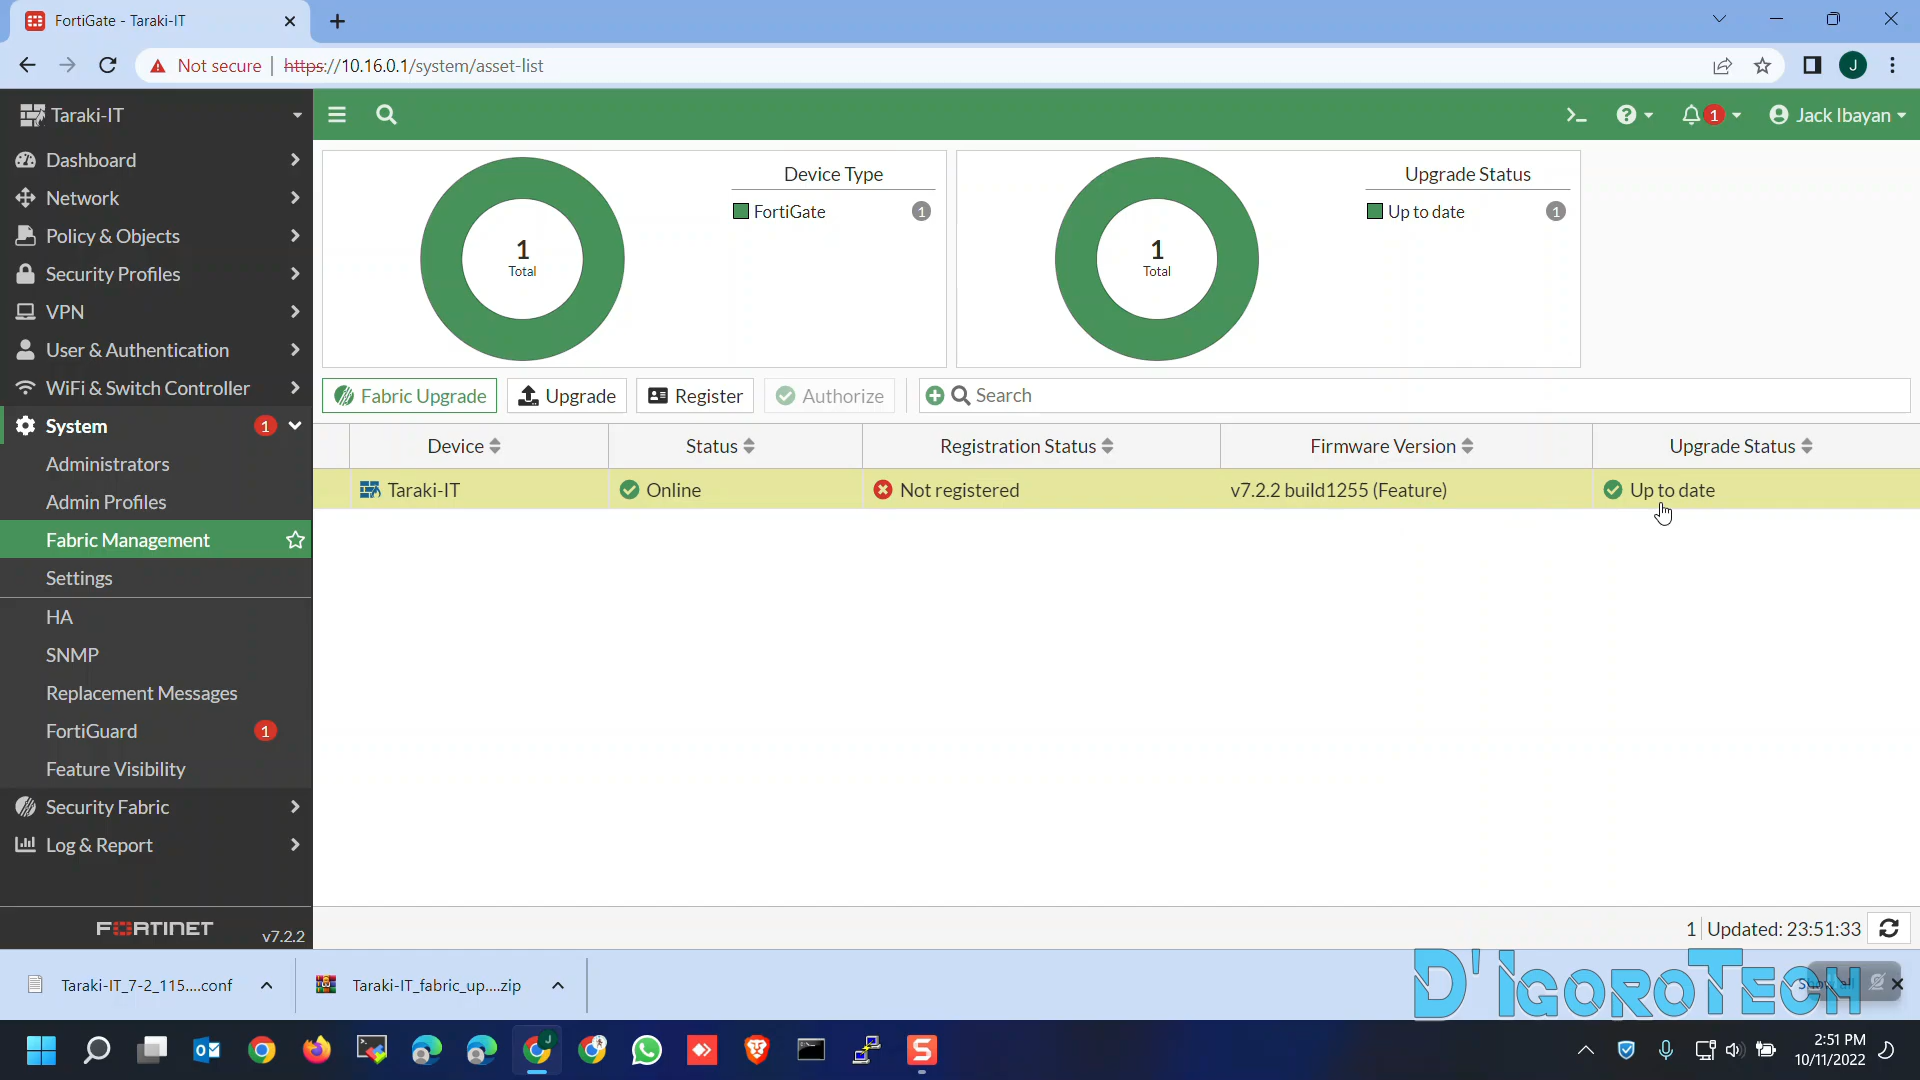 FortiGate - Taraki-IT
Not secure | https://10.16.0.1/system/asset-list
J
Taraki-IT
1
Jack Ibayan
Dashboard
Network
Policy & Objects
Security Profiles
VPN
User & Authentication
WiFi & Switch Controller
System 1
Administrators
Admin Profiles
Fabric Management
Settings
HA
SNMP
Replacement Messages
FortiGuard 1
Feature Visibility
Security Fabric
Log & Report
FORTINET v7.2.2
1
Total
Device Type
FortiGate 1
1
Total
Upgrade Status
Up to date 1
Fabric Upgrade Upgrade Register Authorize Search
Device Status Registration Status Firmware Version Upgrade Status
Taraki-IT Online Not registered v7.2.2 build1255 (Feature) Up to date
1 Updated: 23:51:33
Taraki-IT_7-2_115....conf
Taraki-IT_fabric_up....zip
D'IGOROTECH
2:51 PM
10/11/2022